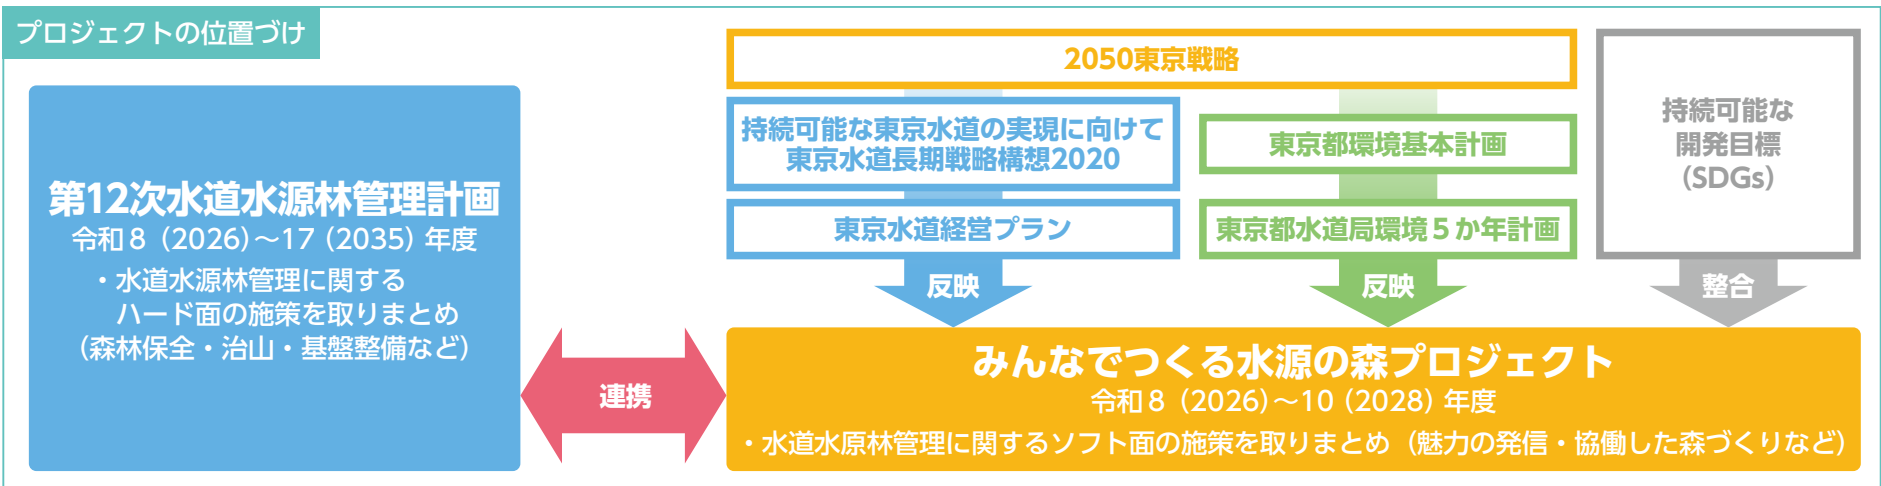 プロジェクトの位置づけ
第12次水道水源林管理計画
令和8(2026)～17(2035)年度
・水道水源林管理に関する
ハード面の施策を取りまとめ
(森林保全・治山・基盤整備など)
連携
2050東京戦略
持続可能な東京水道の実現に向けて
東京水道長期戦略構想2020
東京水道経営プラン
反映
東京都環境基本計画
東京都水道局環境5か年計画
反映
持続可能な
開発目標
(SDGs)
整合
みんなでつくる水源の森プロジェクト
令和8(2026)～10(2028)年度
・水道水原林管理に関するソフト面の施策を取りまとめ(魅力の発信・協働した森づくりなど)